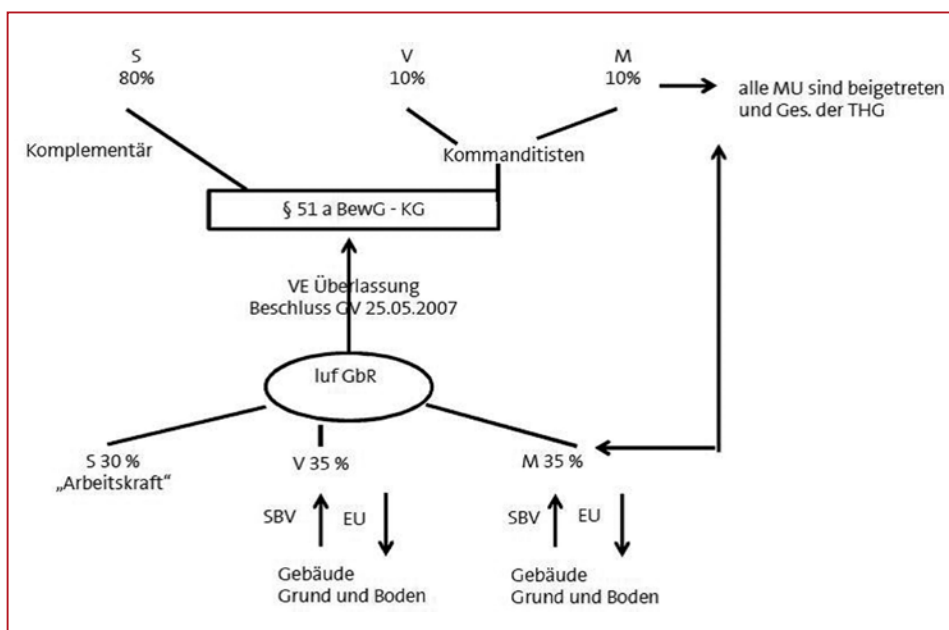 S
80%
V
10%
M
10%
alle MU sind beigetreten
und Ges. der THG
Komplementär
Kommanditisten
§ 51 a BewG - KG
VE Überlassung
Beschluss GV 25.05.2007
luf GbR
S 30 %
„Arbeitskraft“
V 35 %
M 35 %
SBV
EU
SBV
EU
Gebäude
Grund und Boden
Gebäude
Grund und Boden